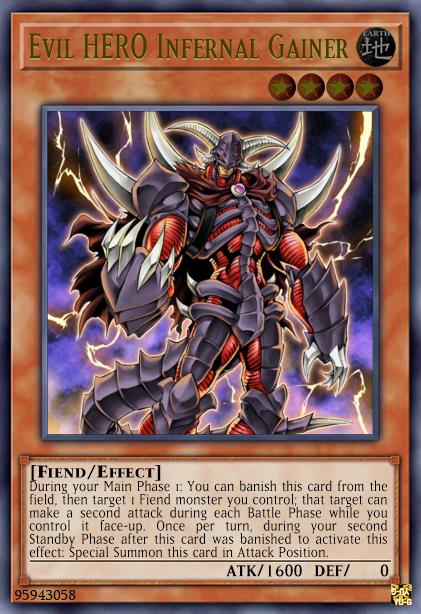 Evil HERO Infernal Gainer
EARTH
地
[Fiend/Effect]
During your Main Phase 1: You can banish this card from the
field, then target 1 Fiend monster you control; that target can
make a second attack during each Battle Phase while you
control it face-up. Once per turn, during your second
Standby Phase after this card was banished to activate this
effect: Special Summon this card in Attack Position.
ATK/1600 DEF/ 0
95943058